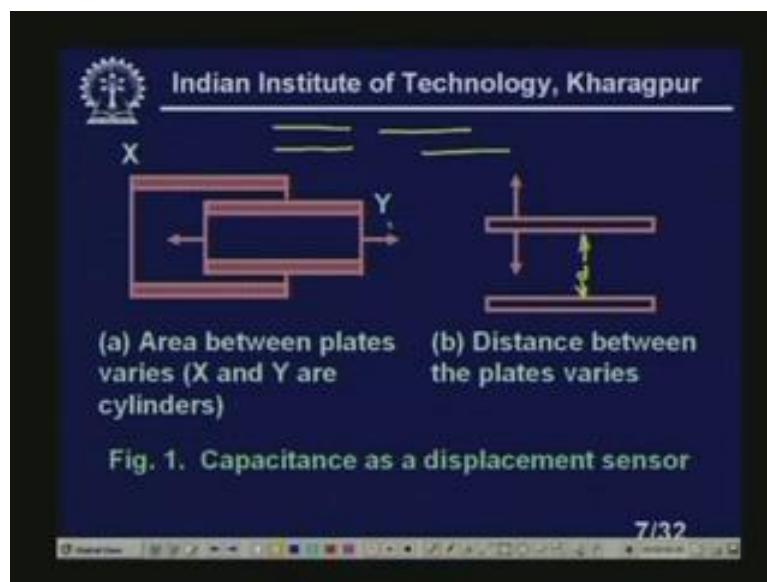 Indian Institute of Technology, Kharagpur
X
Y
d
(a) Area between plates
varies (X and Y are
cylinders)
(b) Distance between
the plates varies
Fig. 1. Capacitance as a displacement sensor
7/32